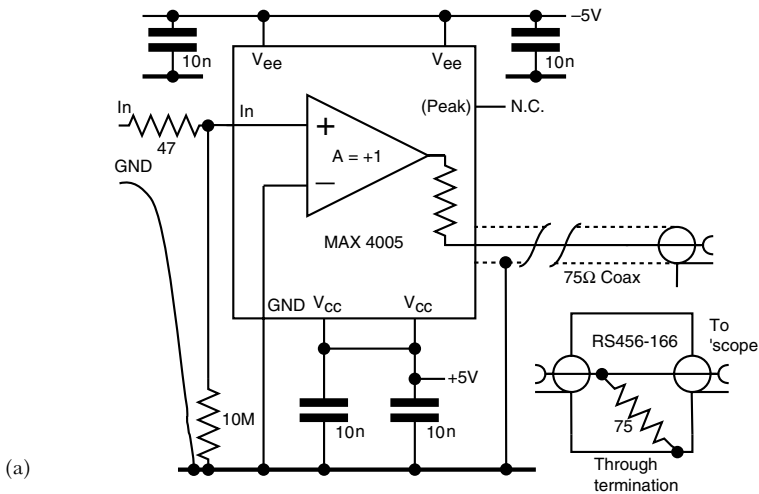 –5V
10n
Vee
Vee
10n
(Peak)
N.C.
In
In
47
+
A = +1
–
GND
MAX 4005
75Ω Coax
GND
Vcc
Vcc
RS456-166
To
'scope
+5V
10M
10n
10n
75
Through
termination
(a)